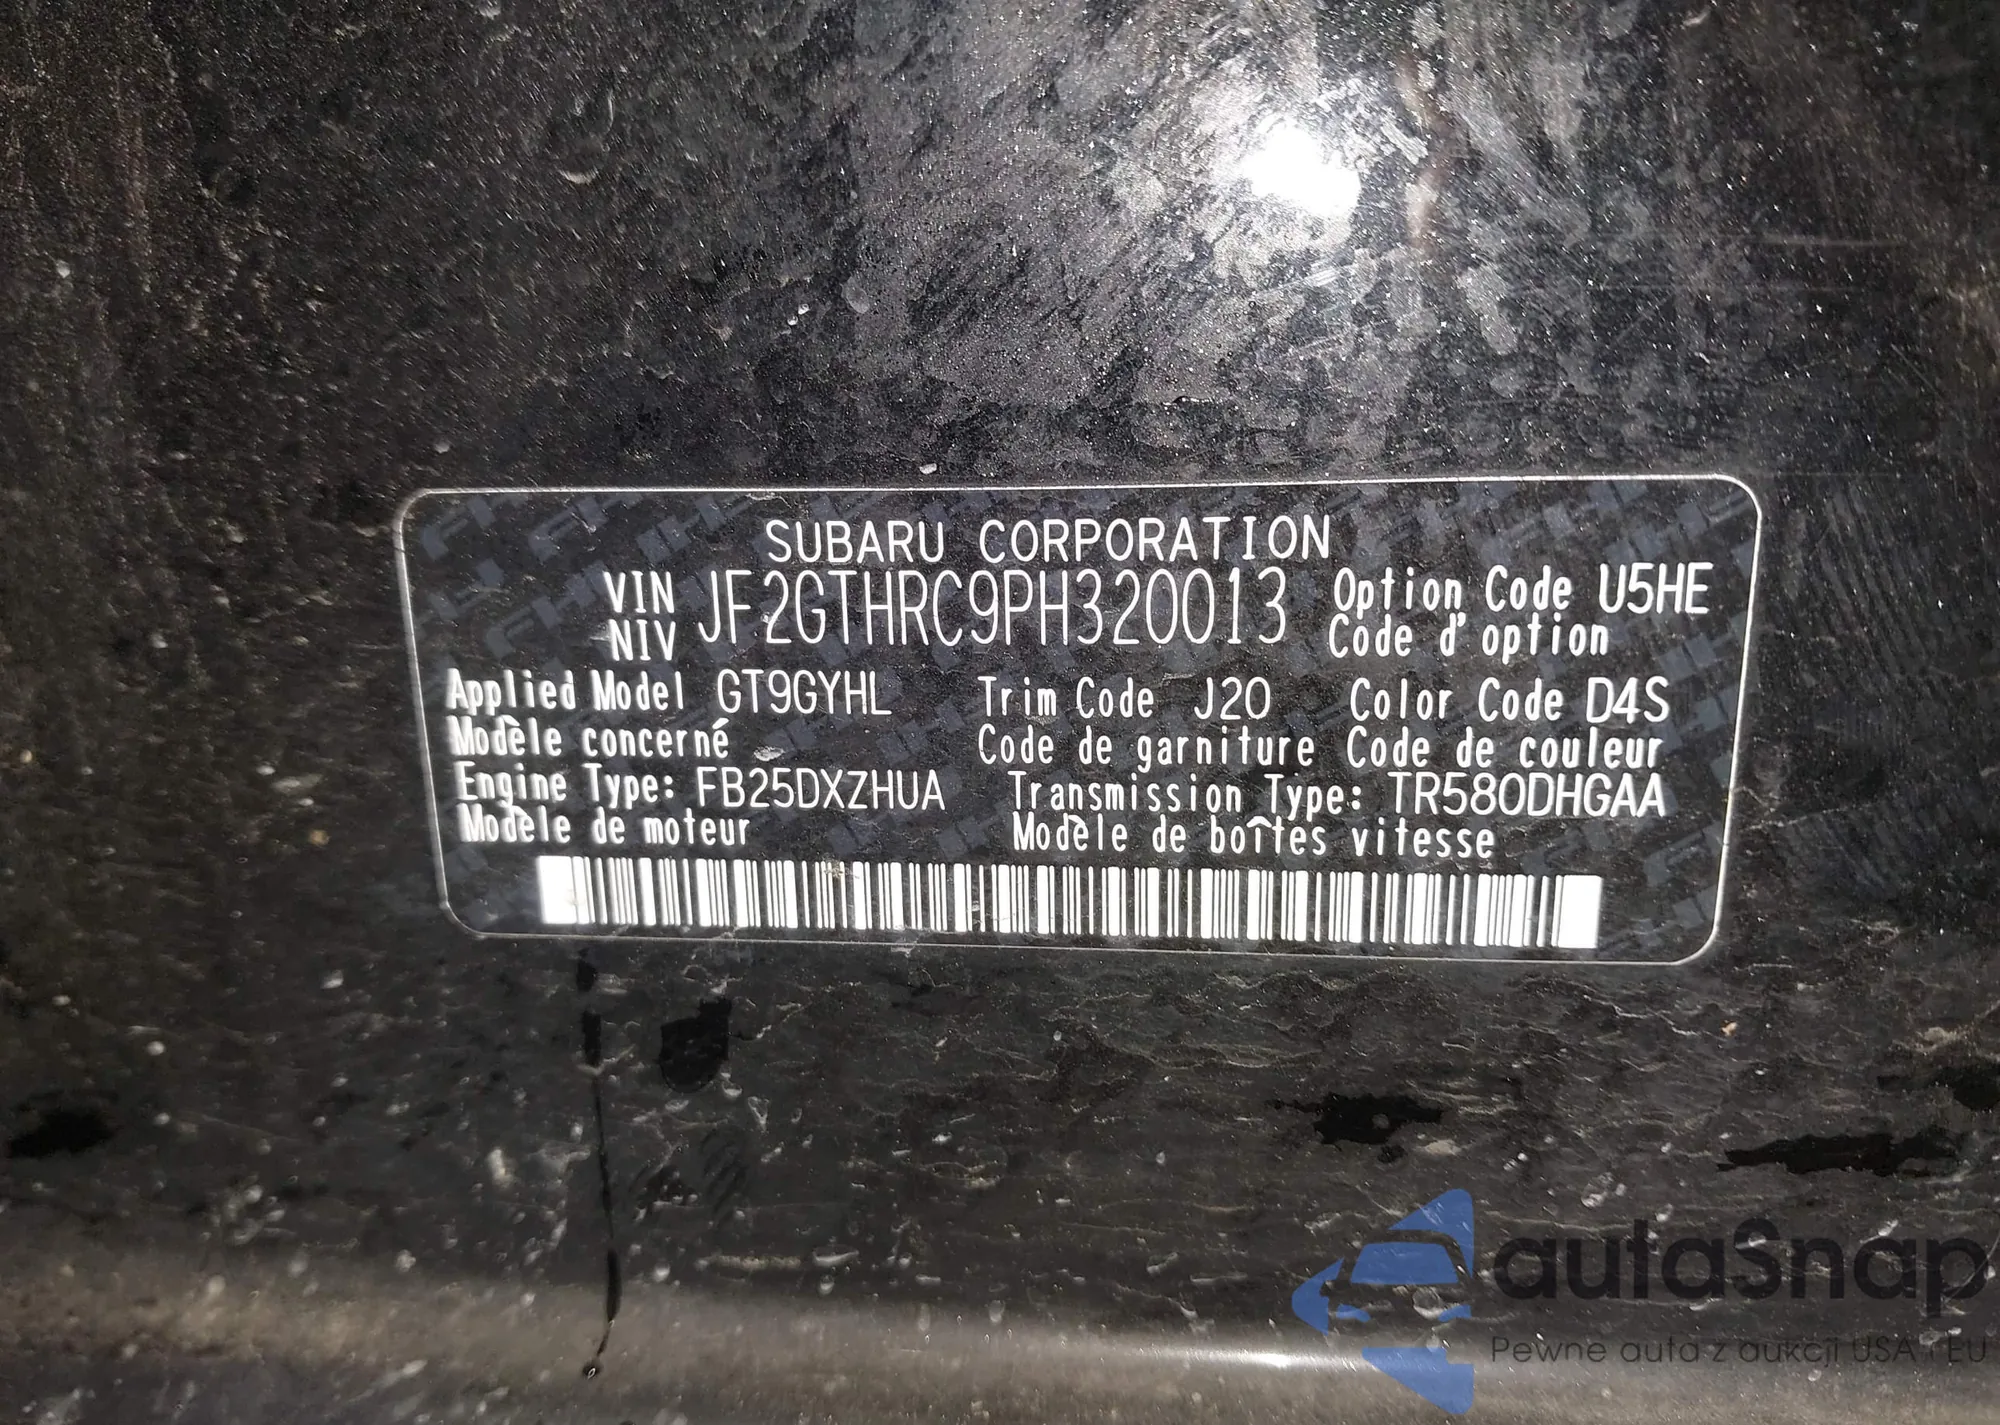 SUBARU CORPORATION
VIN JF2GTHRC9PH320013 Option Code U5HE
NIV Code d'option
Applied Model GT9GYHL Trim Code J20 Color Code D4S
Modèle concerné Code de garniture Code de couleur
Engine Type: FB25DXZHUA Transmission Type: TR580DHGAA
Modèle de moteur Modèle de boîtes vitesse
autaSnap
Pewne auta z aukcji USA i EU